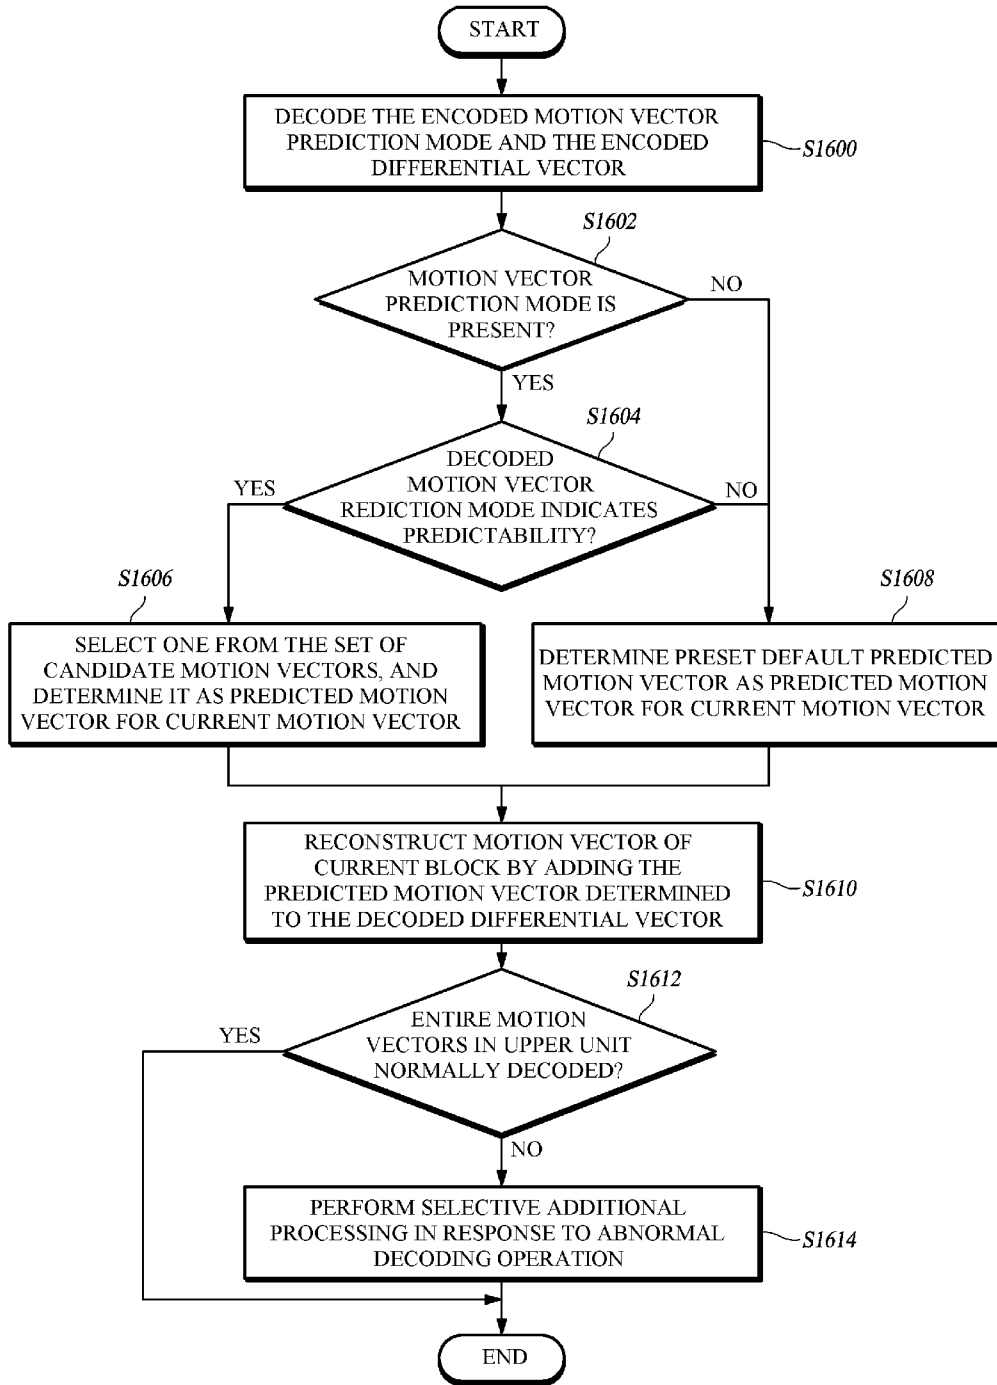 START
DECODE THE ENCODED MOTION VECTOR
PREDICTION MODE AND THE ENCODED
DIFFERENTIAL VECTOR
S1600
S1602
MOTION VECTOR
PREDICTION MODE IS
PRESENT?
NO
YES
S1604
DECODED
MOTION VECTOR
REDICTION MODE INDICATES
PREDICTABILITY?
YES
NO
S1606
SELECT ONE FROM THE SET OF
CANDIDATE MOTION VECTORS, AND
DETERMINE IT AS PREDICTED MOTION
VECTOR FOR CURRENT MOTION VECTOR
S1608
DETERMINE PRESET DEFAULT PREDICTED
MOTION VECTOR AS PREDICTED MOTION
VECTOR FOR CURRENT MOTION VECTOR
RECONSTRUCT MOTION VECTOR OF
CURRENT BLOCK BY ADDING THE
PREDICTED MOTION VECTOR DETERMINED
TO THE DECODED DIFFERENTIAL VECTOR
S1610
S1612
ENTIRE MOTION
VECTORS IN UPPER UNIT
NORMALLY DECODED?
YES
NO
PERFORM SELECTIVE ADDITIONAL
PROCESSING IN RESPONSE TO ABNORMAL
DECODING OPERATION
S1614
END